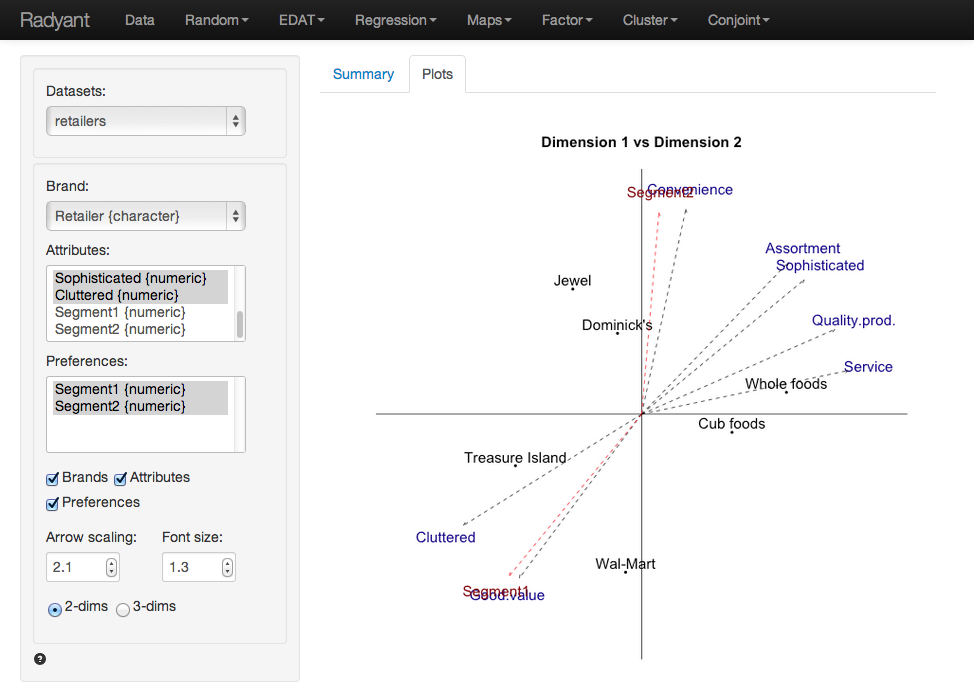 Radyant Data Random EDAT Regression Maps Factor Cluster Conjoint
Datasets:
retailers
Brand:
Retailer {character}
Attributes:
Sophisticated {numeric}
Cluttered {numeric}
Segment1 {numeric}
Segment2 {numeric}
Preferences:
Segment1 {numeric}
Segment2 {numeric}
Brands Attributes
Preferences
Arrow scaling: Font size:
2.1 1.3
2-dims 3-dims
?
Summary Plots
Dimension 1 vs Dimension 2
Segment2 Convenience
Assortment
Sophisticated
Jewel
Quality.prod.
Dominick's
Service
Whole foods
Cub foods
Treasure Island
Cluttered
Wal-Mart
Segment1
Good.value